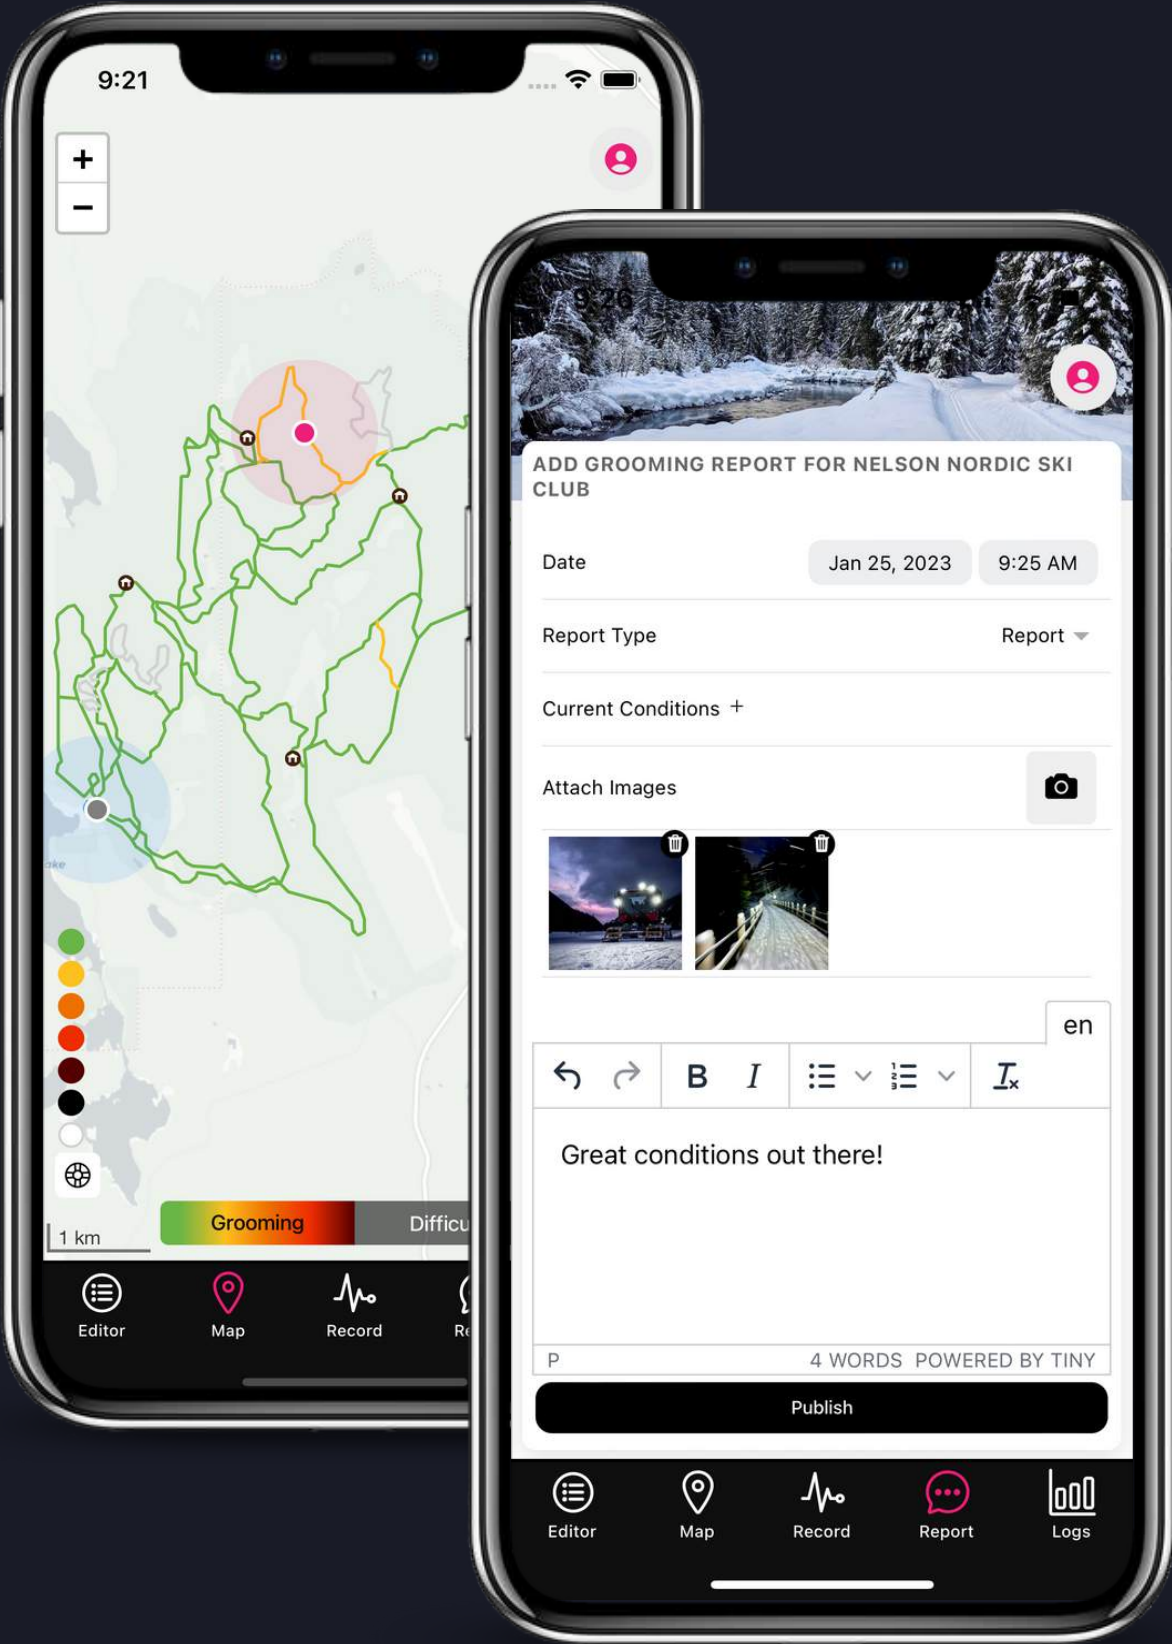 9:21
+
−
ake
1 km
Grooming
Difficu
Editor
Map
Record
Re
9:26
ADD GROOMING REPORT FOR NELSON NORDIC SKI
CLUB
Date
Jan 25, 2023
9:25 AM
Report Type
Report
Current Conditions +
Attach Images
en
B I
Great conditions out there!
P
4 WORDS POWERED BY TINY
Publish
Editor
Map
Record
Report
Logs